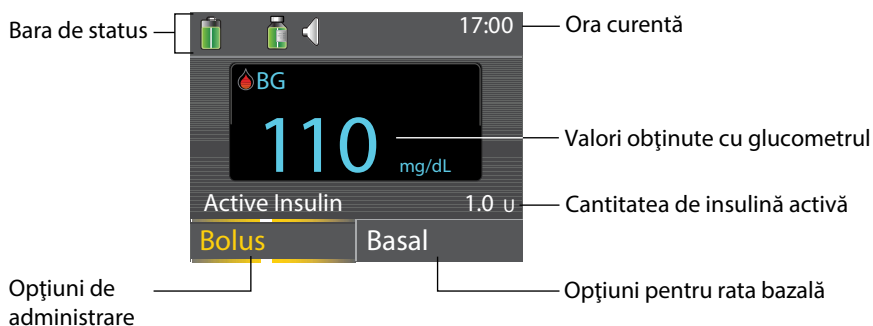 Bara de status
17:00
Ora curentă
BG
110
mg/dL
Valori obţinute cu glucometrul
Active Insulin
1.0 U
Cantitatea de insulină activă
Bolus
Basal
Opţiuni de
administrare
Opţiuni pentru rata bazală